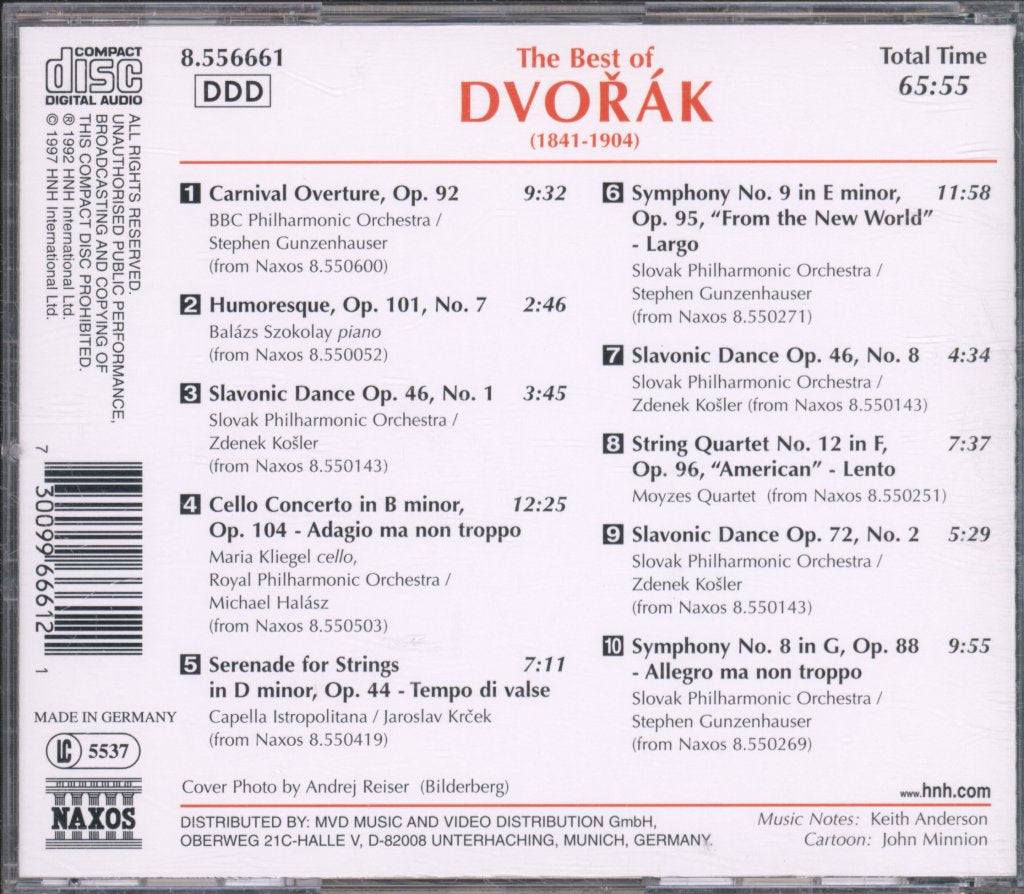 COMPACT
disc
DIGITAL AUDIO
ALL RIGHTS RESERVED.
UNAUTHORISED PUBLIC PERFORMANCE,
BROADCASTING AND COPYING OF
THIS COMPACT DISC PROHIBITED.
℗ 1992 HNH International Ltd.
© 1997 HNH International Ltd.
7
30099 66612
1
MADE IN GERMANY
LC 5537
NAXOS
8.556661
DDD
The Best of
DVOŘÁK
(1841-1904)
Total Time
65:55
1 Carnival Overture, Op. 92 9:32
BBC Philharmonic Orchestra /
Stephen Gunzenhauser
(from Naxos 8.550600)
2 Humoresque, Op. 101, No. 7 2:46
Balázs Szokolay piano
(from Naxos 8.550052)
3 Slavonic Dance Op. 46, No. 1 3:45
Slovak Philharmonic Orchestra /
Zdenek Košler
(from Naxos 8.550143)
4 Cello Concerto in B minor, 12:25
Op. 104 - Adagio ma non troppo
Maria Kliegel cello,
Royal Philharmonic Orchestra /
Michael Halász
(from Naxos 8.550503)
5 Serenade for Strings 7:11
in D minor, Op. 44 - Tempo di valse
Capella Istropolitana / Jaroslav Krček
(from Naxos 8.550419)
6 Symphony No. 9 in E minor, 11:58
Op. 95, “From the New World”
- Largo
Slovak Philharmonic Orchestra /
Stephen Gunzenhauser
(from Naxos 8.550271)
7 Slavonic Dance Op. 46, No. 8 4:34
Slovak Philharmonic Orchestra /
Zdenek Košler (from Naxos 8.550143)
8 String Quartet No. 12 in F, 7:37
Op. 96, “American” - Lento
Moyzes Quartet (from Naxos 8.550251)
9 Slavonic Dance Op. 72, No. 2 5:29
Slovak Philharmonic Orchestra /
Zdenek Košler
(from Naxos 8.550143)
10 Symphony No. 8 in G, Op. 88 9:55
- Allegro ma non troppo
Slovak Philharmonic Orchestra /
Stephen Gunzenhauser
(from Naxos 8.550269)
Cover Photo by Andrej Reiser (Bilderberg)
www.hnh.com
DISTRIBUTED BY: MVD MUSIC AND VIDEO DISTRIBUTION GmbH,
OBERWEG 21C-HALLE V, D-82008 UNTERHACHING, MUNICH, GERMANY.
Music Notes: Keith Anderson
Cartoon: John Minnion